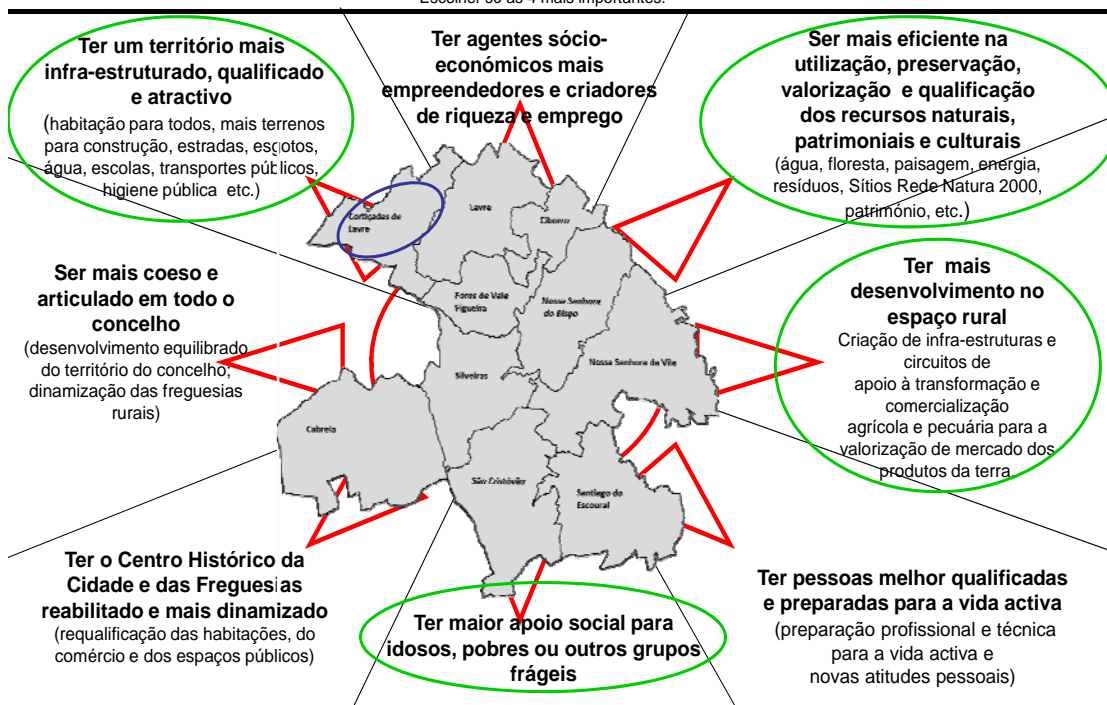 Escolher só as 4 mais importantes.
Ter um território mais
infra-estruturado, qualificado
e atractivo
(habitação para todos, mais terrenos
para construção, estradas, esgotos,
água, escolas, transportes públicos,
higiene pública etc.)
Ter agentes sócio-
económicos mais
empreendedores e criadores
de riqueza e emprego
Ser mais eficiente na
utilização, preservação,
valorização e qualificação
dos recursos naturais,
patrimoniais e culturais
(água, floresta, paisagem, energia,
resíduos, Sítios Rede Natura 2000,
património, etc.)
Cortiçadas de
Lavre
Lavre
Ciborro
Foros de Vale
Figueira
Nossa Senhora
do Bispo
Nossa Senhora da Vila
Silveiras
Cabrela
São Cristóvão
Santiago do
Escoural
Ser mais coeso e
articulado em todo o
concelho
(desenvolvimento equilibrado
do território do concelho;
dinamização das freguesias
rurais)
Ter mais
desenvolvimento no
espaço rural
Criação de infra-estruturas e
circuitos de
apoio à transformação e
comercialização
agrícola e pecuária para a
valorização de mercado dos
produtos da terra.
Ter o Centro Histórico da
Cidade e das Freguesias
reabilitado e mais dinamizado
(requalificação das habitações, do
comércio e dos espaços públicos)
Ter maior apoio social para
idosos, pobres ou outros grupos
frágeis
Ter pessoas melhor qualificadas
e preparadas para a vida activa
(preparação profissional e técnica
para a vida activa e
novas atitudes pessoais)